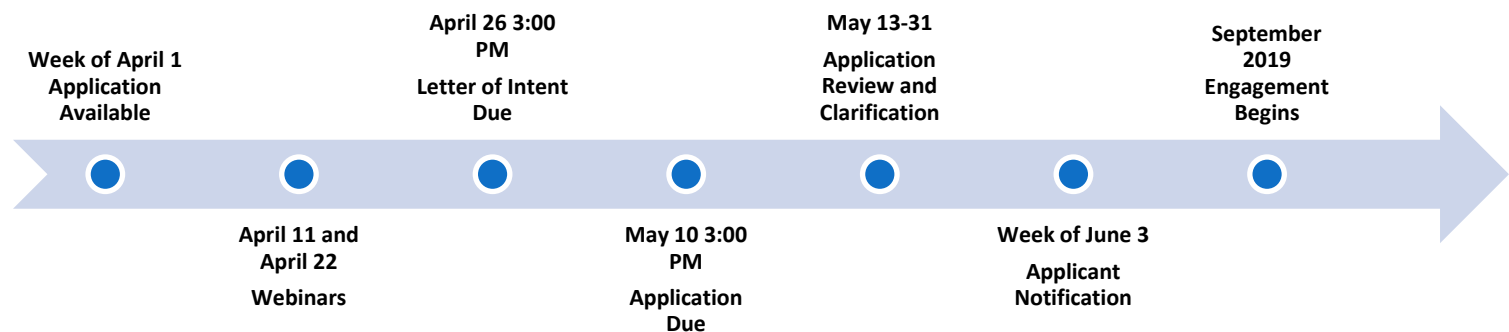 Week of April 1
Application
Available
April 11 and
April 22
Webinars
April 26 3:00
PM
Letter of Intent
Due
May 10 3:00
PM
Application
Due
May 13-31
Application
Review and
Clarification
Week of June 3
Applicant
Notification
September
2019
Engagement
Begins